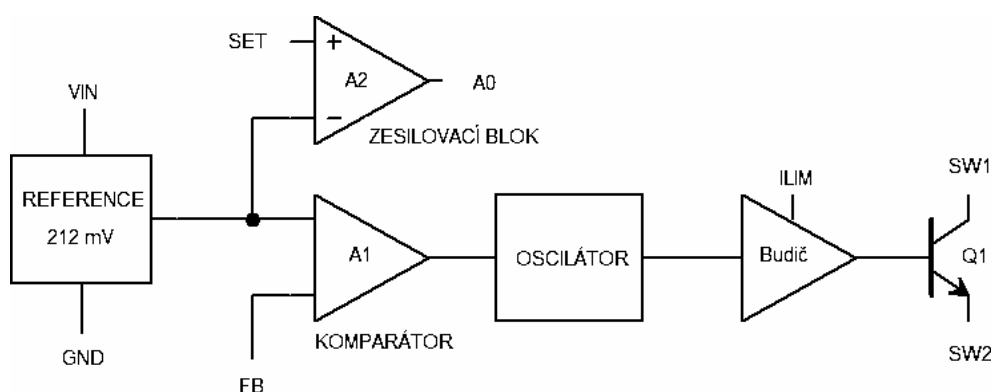 SET
+
A2
A0
−
ZESILOVACÍ BLOK
VIN
REFERENCE
212 mV
GND
A1
KOMPARÁTOR
FB
OSCILÁTOR
ILIM
Budič
SW1
Q1
SW2